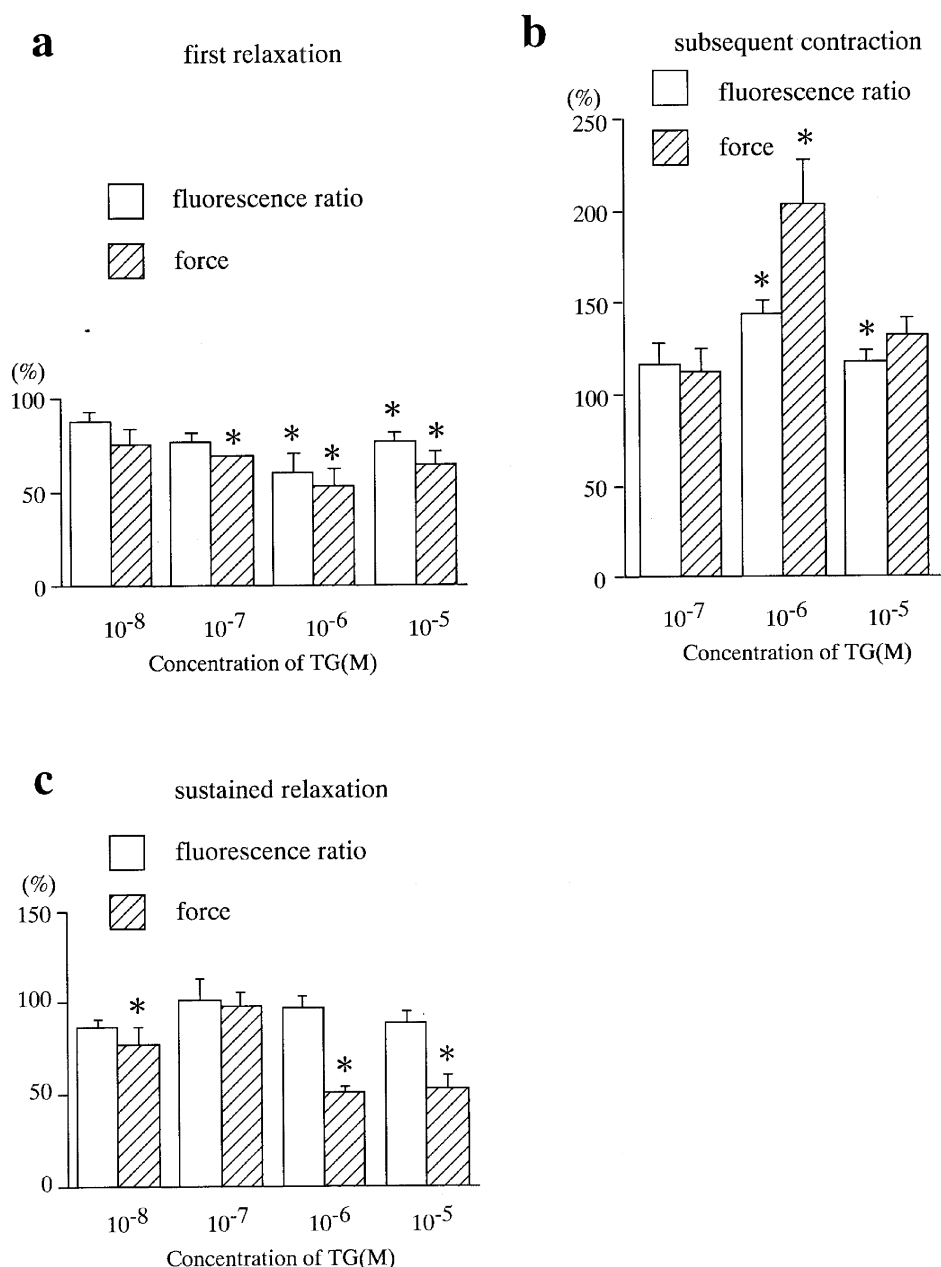 a
first relaxation
fluorescence ratio
force
(%)
100
50
0
10-8
10-7
10-6
10-5
* * * * *
Concentration of TG(M)
b
subsequent contraction
fluorescence ratio
force
(%)
250
200
150
100
50
0
* * *
10-7
10-6
10-5
Concentration of TG(M)
c
sustained relaxation
fluorescence ratio
force
(%)
150
100
50
0
* * *
10-8
10-7
10-6
10-5
Concentration of TG(M)